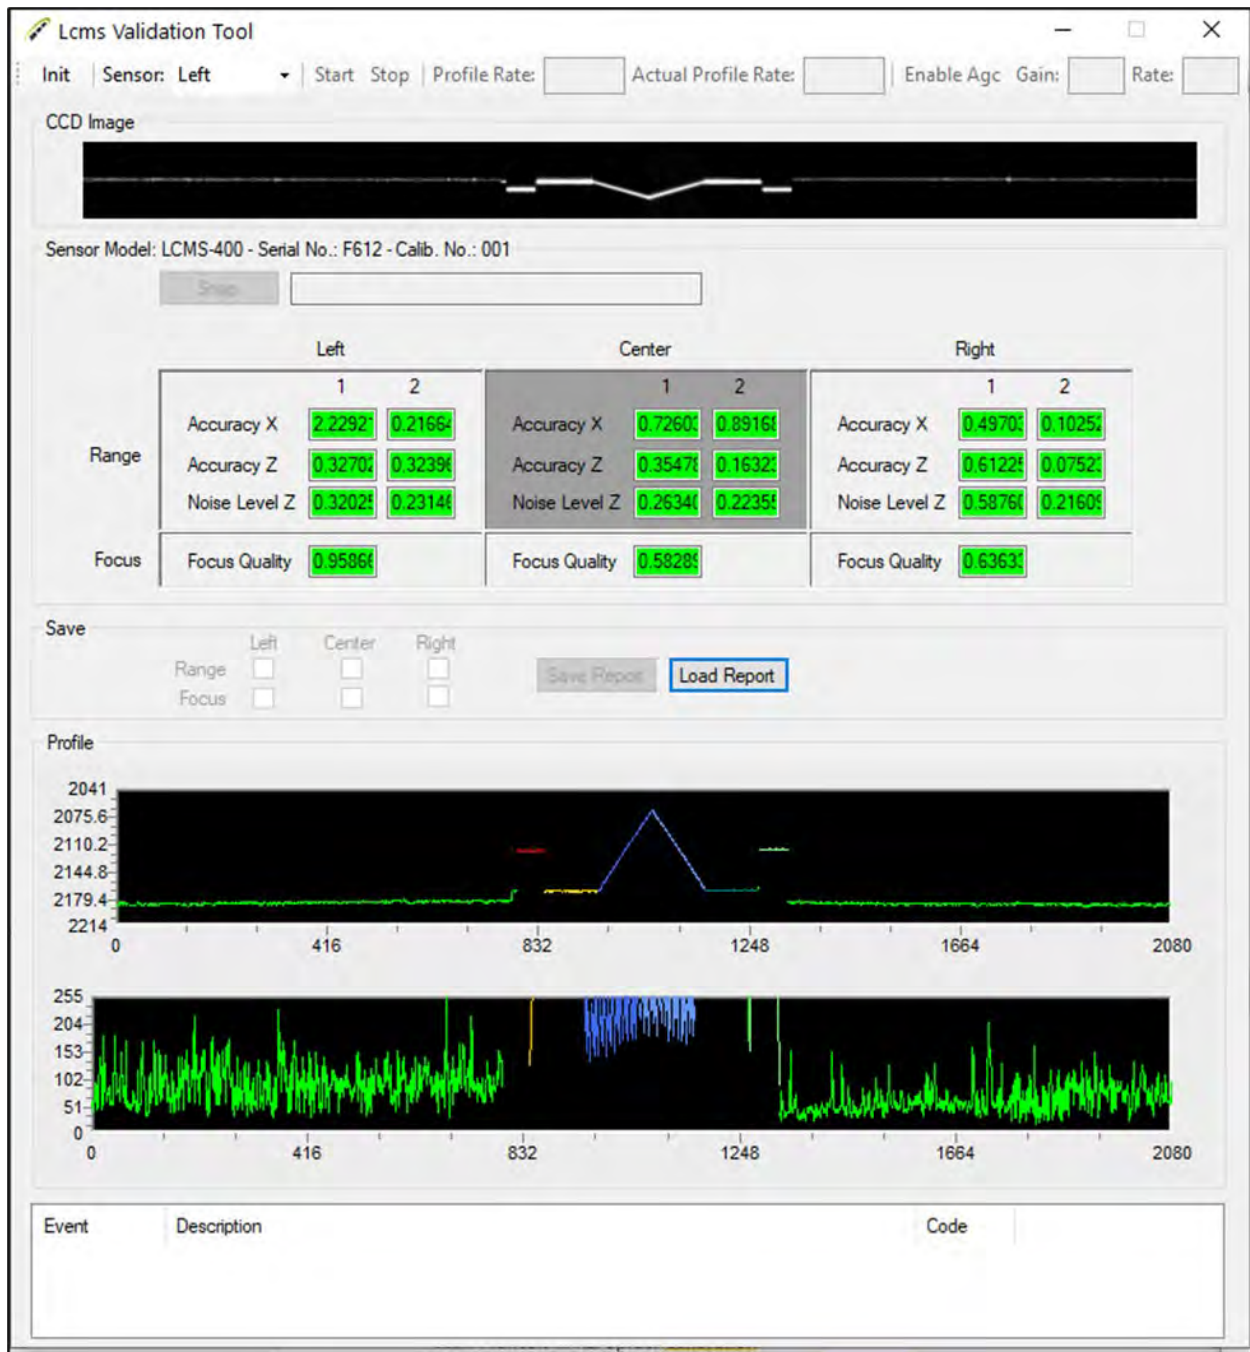 Lcms Validation Tool
Init Sensor: Left Start Stop Profile Rate: Actual Profile Rate: Enable Agc Gain: Rate:
CCD Image
Sensor Model: LCMS-400 - Serial No.: F612 - Calib. No.: 001
Snap
Left Center Right
1 2 1 2 1 2
Accuracy X 2.2292 0.21664 Accuracy X 0.7260 0.89168 Accuracy X 0.4970 0.1025
Range
Accuracy Z 0.3270 0.32396 Accuracy Z 0.35478 0.1632 Accuracy Z 0.6122 0.0752
Noise Level Z 0.3202 0.23146 Noise Level Z 0.2634 0.2235 Noise Level Z 0.5876 0.2160
Focus Focus Quality 0.9586 Focus Quality 0.5828 Focus Quality 0.6363
Save
Left Center Right
Range
Save Report Load Report
Focus
Profile
2041
2075.6
2110.2
2144.8
2179.4
2214
0 416 832 1248 1664 2080
255
204
153
102
51
0
0 416 832 1248 1664 2080
Event Description Code